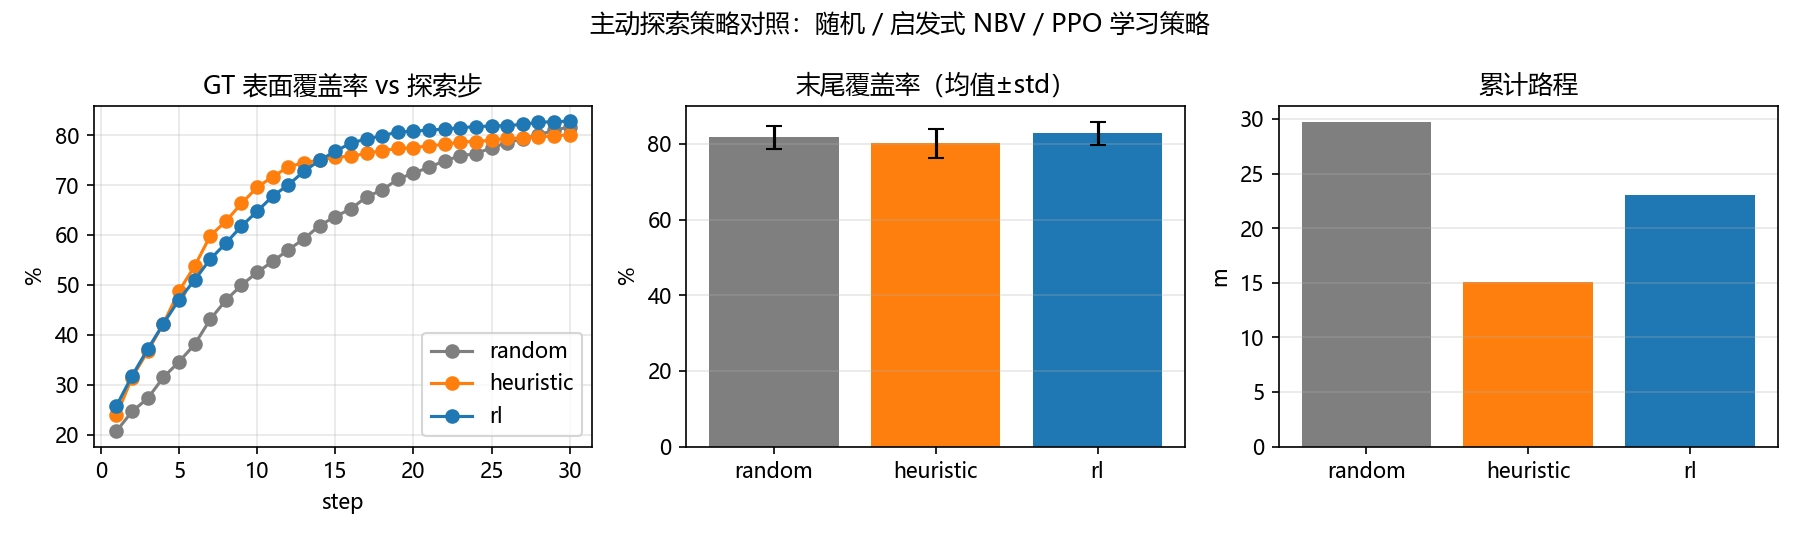 主动探索策略对照：随机 / 启发式 NBV / PPO 学习策略
GT 表面覆盖率 vs 探索步
%
80
70
60
50
40
30
20
0 5 10 15 20 25 30
step
random
heuristic
rl
末尾覆盖率（均值±std）
%
80
60
40
20
0
random heuristic rl
累计路程
m
30
25
20
15
10
5
0
random heuristic rl